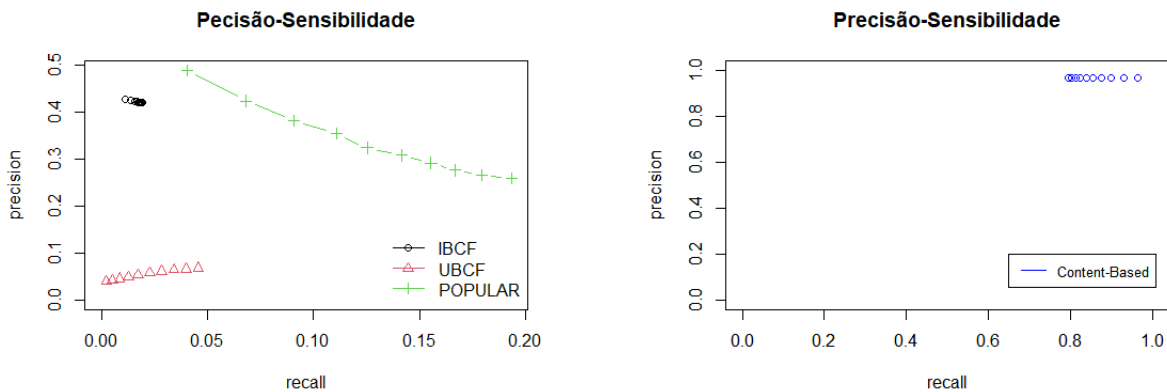 Pecisão-Sensibilidade
precision
0.0 0.1 0.2 0.3 0.4 0.5
IBCF
UBCF
POPULAR
0.00 0.05 0.10 0.15 0.20
recall
Precisão-Sensibilidade
precision
0.0 0.2 0.4 0.6 0.8 1.0
Content-Based
0.0 0.2 0.4 0.6 0.8 1.0
recall